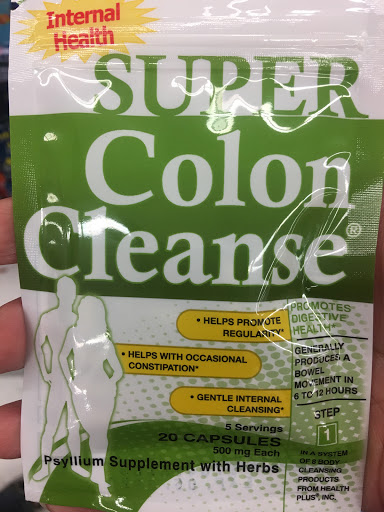 Internal
Health
SUPER
Colon
Cleanse®
PROMOTES
DIGESTIVE
HEALTH*
• HELPS PROMOTE
REGULARITY*
GENERALLY
PRODUCES A
BOWEL
MOVEMENT IN
6 TO 12 HOURS
• HELPS WITH OCCASIONAL
CONSTIPATION*
• GENTLE INTERNAL
CLEANSING*
STEP
1
5 Servings
20 CAPSULES
500 mg Each
Psyllium Supplement with Herbs
IN A SYSTEM
OF 8 BODY
CLEANSING
PRODUCTS
FROM HEALTH
PLUS®, INC.